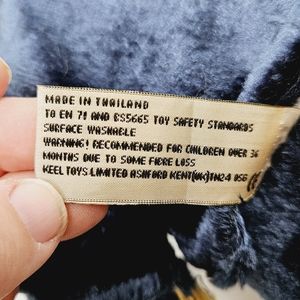 MADE IN THAILAND
TO EN 71 AND BS5665 TOY SAFETY STANDARDS
SURFACE WASHABLE
WARNING! RECOMMENDED FOR CHILDREN OVER 36
MONTHS DUE TO SOME FIBRE LOSS
KEEL TOYS LIMITED ASHFORD KENT(UK)TN24 0SG